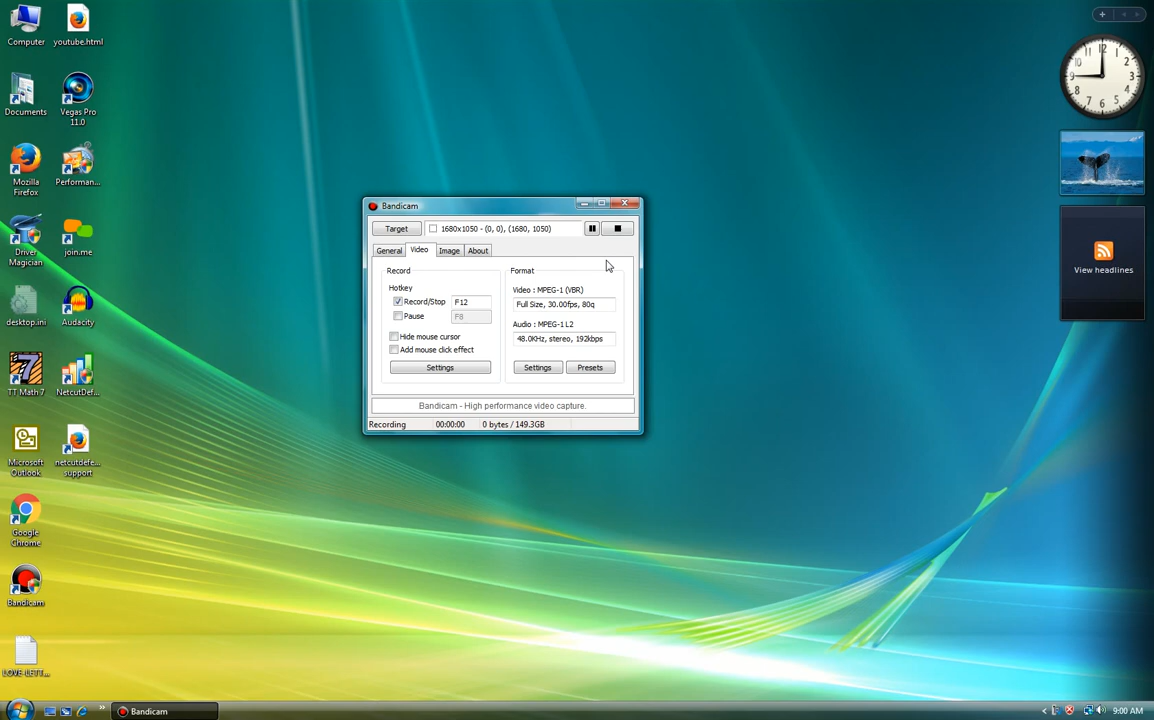 Computer
youtube.html
Documents
Vegas Pro
11.0
Mozilla
Firefox
Performan...
Driver
Magician
join.me
desktop.ini
Audacity
TT Math 7
NetcutDef...
Microsoft
Outlook
netcutdefe...
support
Google
Chrome
Bandicam
LOVE-LETT...
Bandicam
Target
1680x1050 - (0, 0), (1680, 1050)
General
Video
Image
About
Record
Hotkey
Record/Stop
F12
Pause
F8
Hide mouse cursor
Add mouse click effect
Settings
Format
Video : MPEG-1 (VBR)
Full Size, 30.00fps, 80q
Audio : MPEG-1 L2
48.0KHz, stereo, 192kbps
Settings
Presets
Bandicam - High performance video capture.
Recording
00:00:00
0 bytes / 149.3GB
12
3
6
9
View headlines
Bandicam
9:00 AM